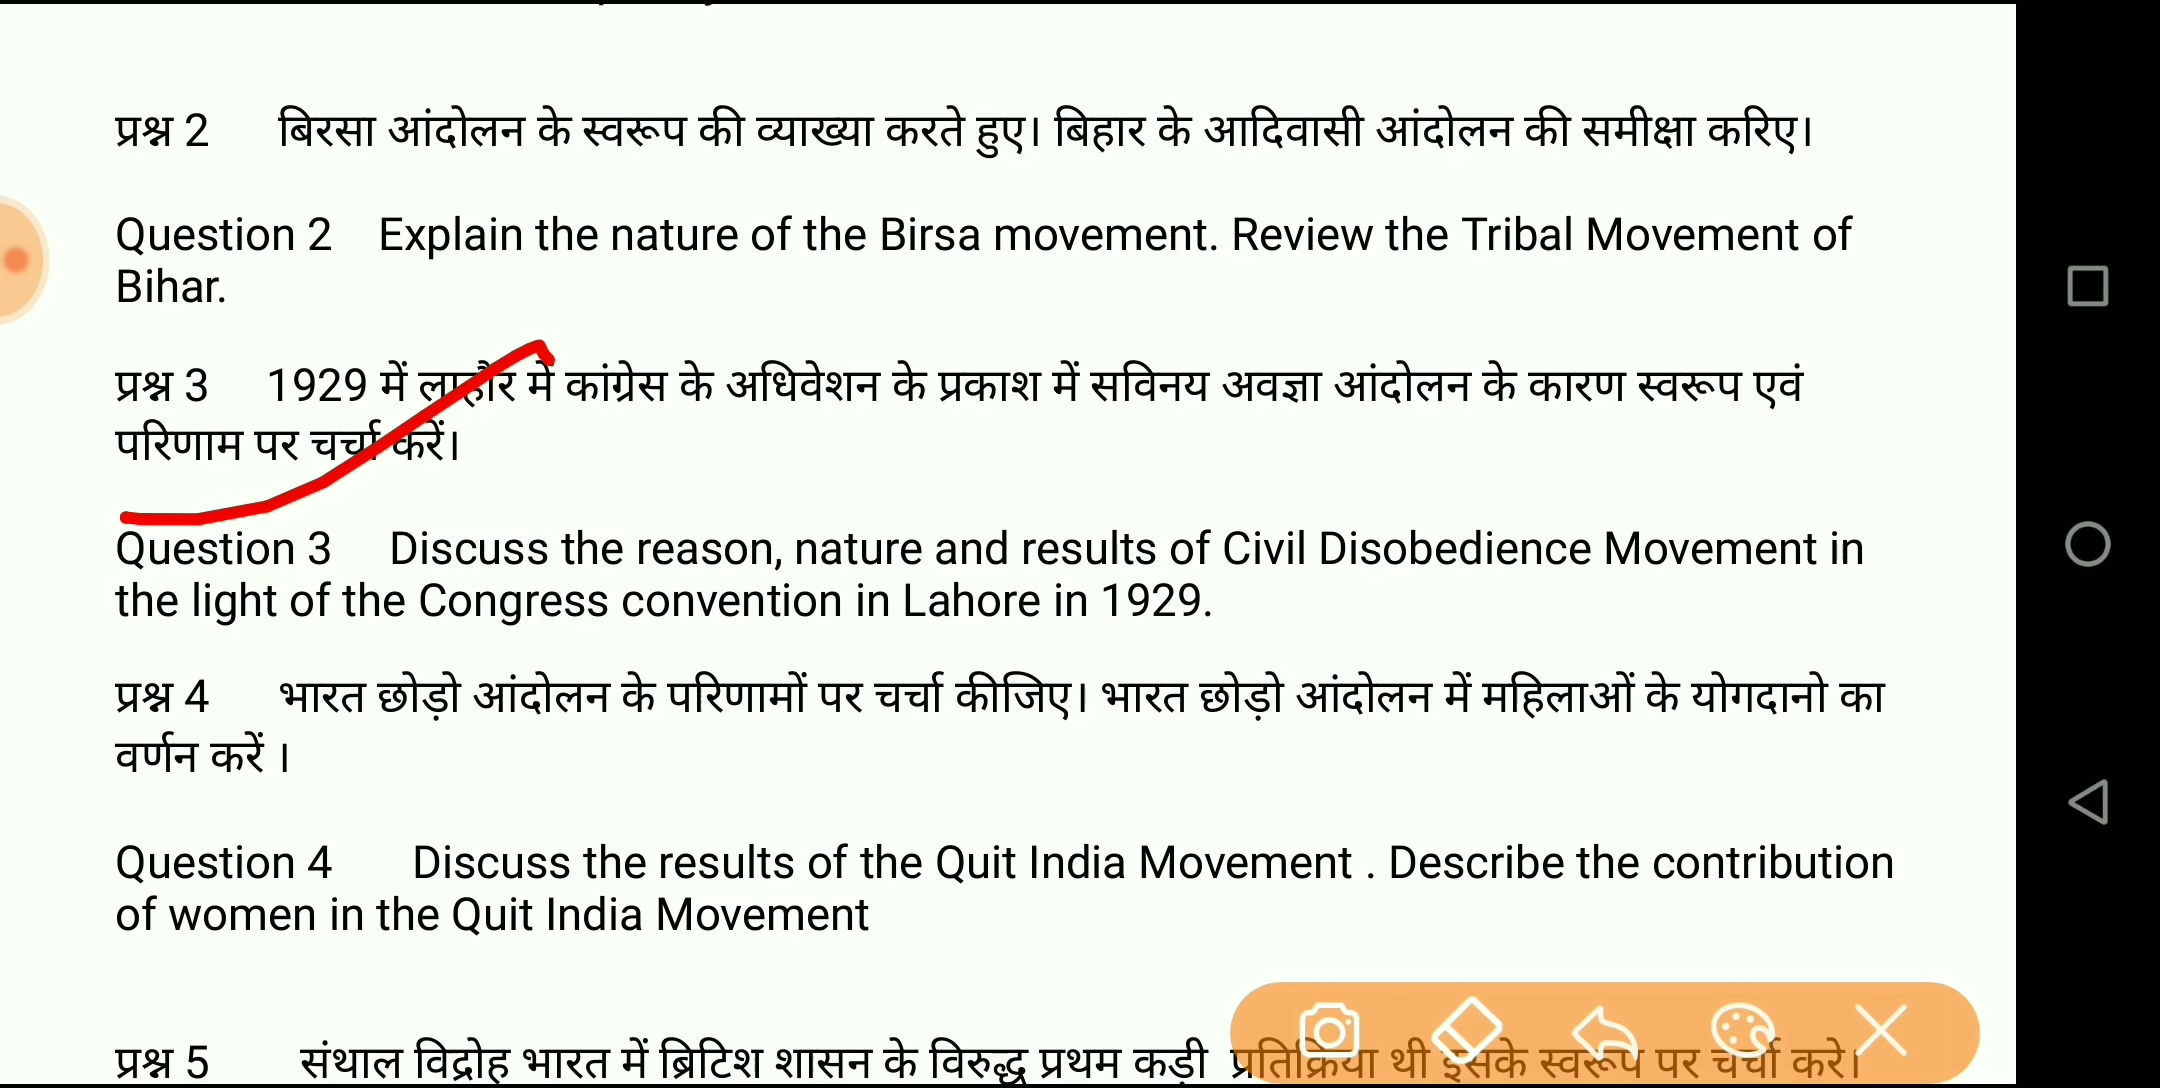 प्रश्न 2 बिरसा आंदोलन के स्वरूप की व्याख्या करते हुए। बिहार के आदिवासी आंदोलन की समीक्षा करिए।
Question 2 Explain the nature of the Birsa movement. Review the Tribal Movement of
Bihar.
प्रश्न 3 1929 में लाहौर में कांग्रेस के अधिवेशन के प्रकाश में सविनय अवज्ञा आंदोलन के कारण स्वरूप एवं
परिणाम पर चर्चा करें।
Question 3 Discuss the reason, nature and results of Civil Disobedience Movement in
the light of the Congress convention in Lahore in 1929.
प्रश्न 4 भारत छोड़ो आंदोलन के परिणामों पर चर्चा कीजिए। भारत छोड़ो आंदोलन में महिलाओं के योगदानो का
वर्णन करें ।
Question 4 Discuss the results of the Quit India Movement . Describe the contribution
of women in the Quit India Movement
प्रश्न 5 संथाल विद्रोह भारत में ब्रिटिश शासन के विरुद्ध प्रथम कड़ी प्रतिक्रिया थी इसके स्वरूप पर चर्चा करे।